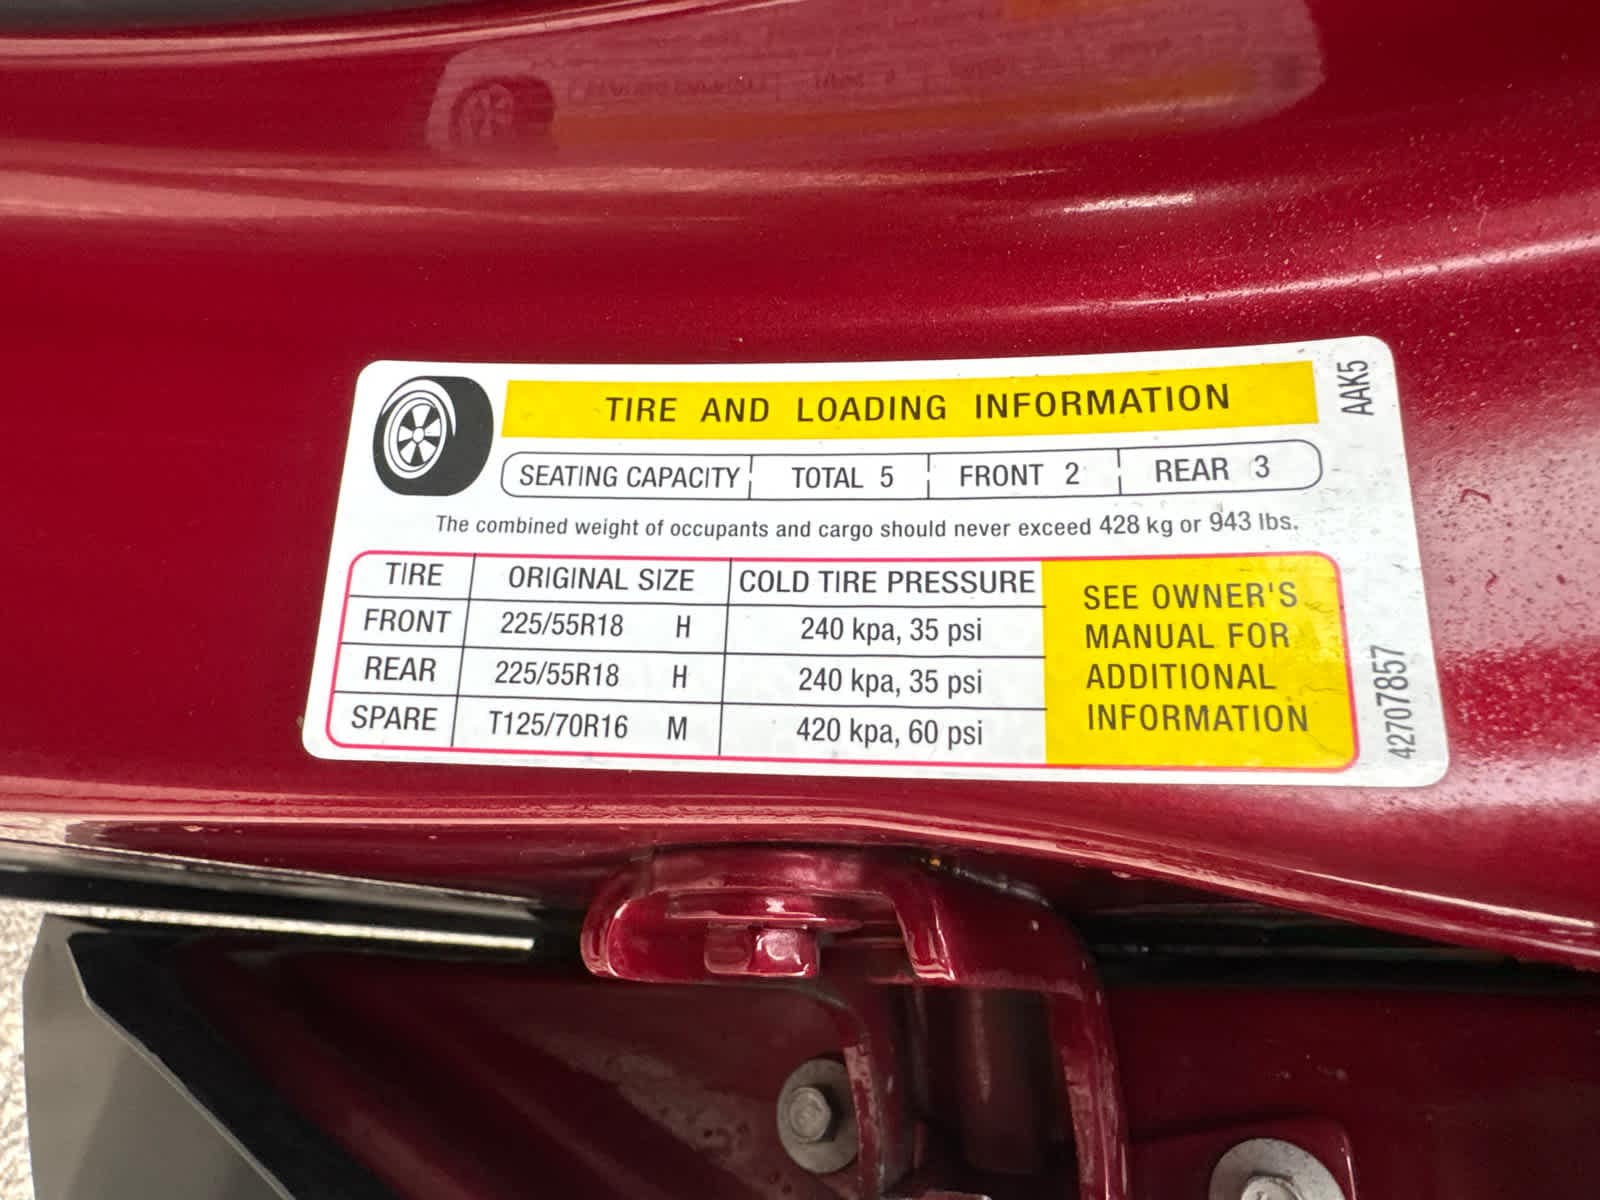 TIRE AND LOADING INFORMATION
AAK5
SEATING CAPACITY TOTAL 5 FRONT 2 REAR 3
The combined weight of occupants and cargo should never exceed 428 kg or 943 lbs.
TIRE ORIGINAL SIZE COLD TIRE PRESSURE
FRONT 225/55R18 H 240 kpa, 35 psi
REAR 225/55R18 H 240 kpa, 35 psi
SPARE T125/70R16 M 420 kpa, 60 psi
SEE OWNER'S
MANUAL FOR
ADDITIONAL
INFORMATION
42707857